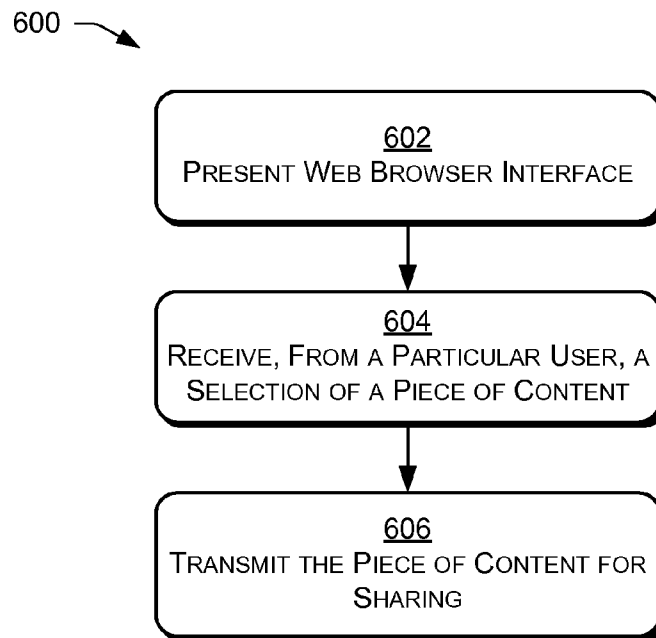 600
602
PRESENT WEB BROWSER INTERFACE
604
RECEIVE, FROM A PARTICULAR USER, A
SELECTION OF A PIECE OF CONTENT
606
TRANSMIT THE PIECE OF CONTENT FOR
SHARING